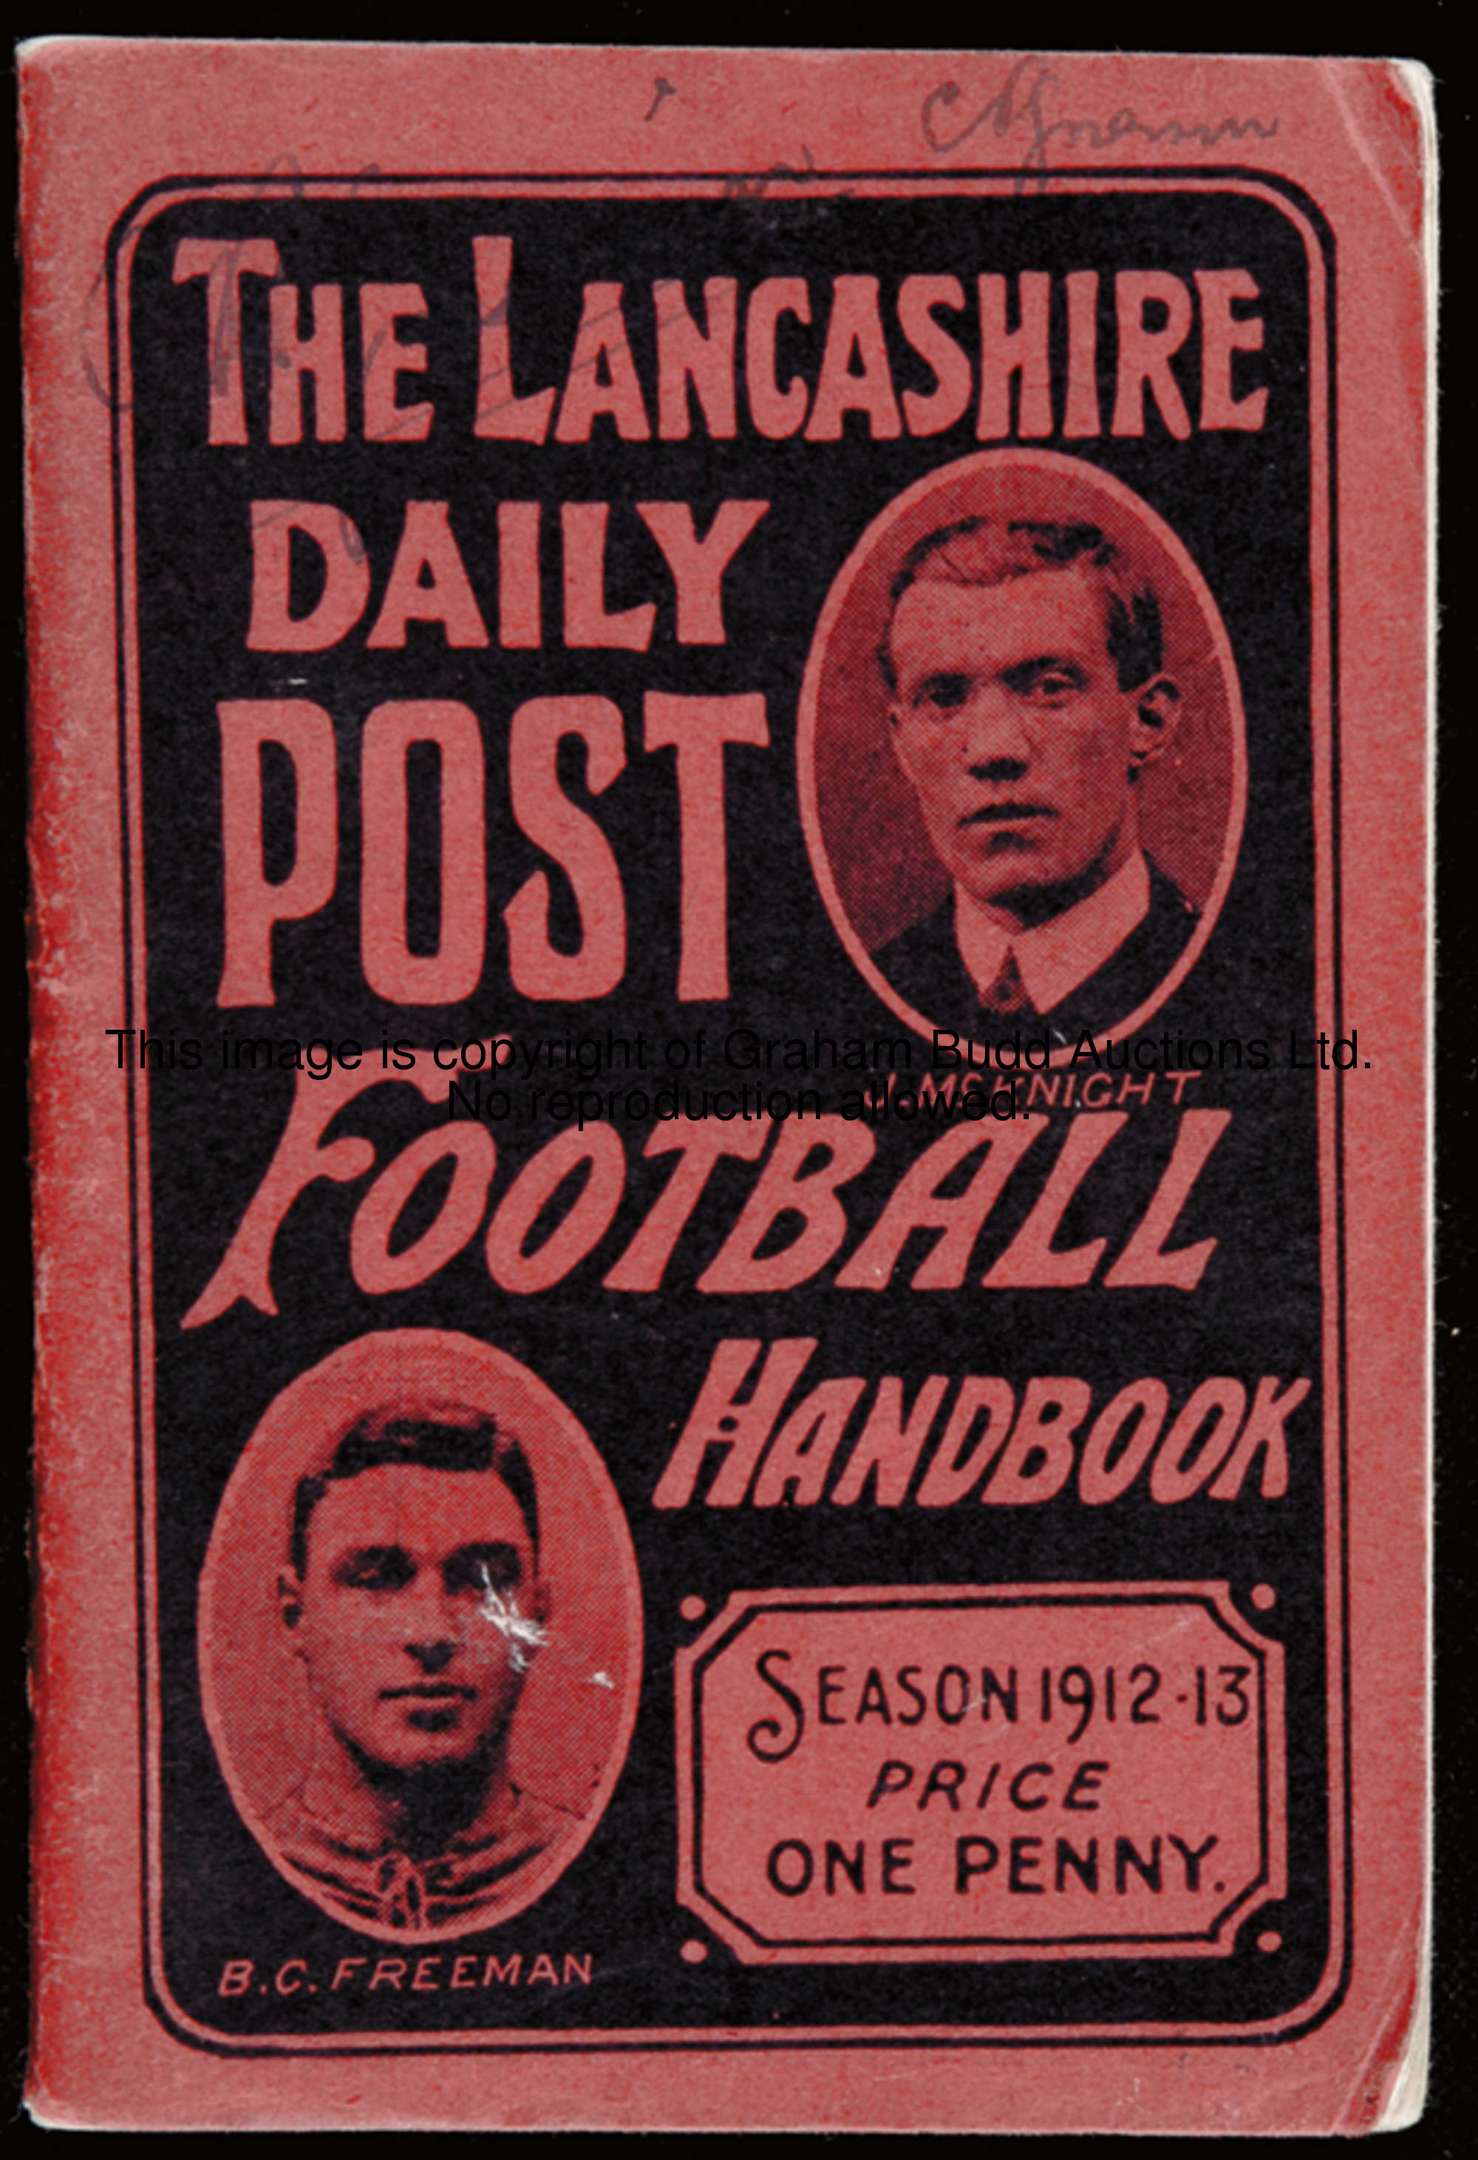 THE LANCASHIRE
DAILY
POST
J. MCKNIGHT
FOOTBALL
HANDBOOK
B.C. FREEMAN
SEASON 1912-13
PRICE
ONE PENNY.
This image is copyright of Graham Budd Auctions Ltd.
No reproduction allowed.